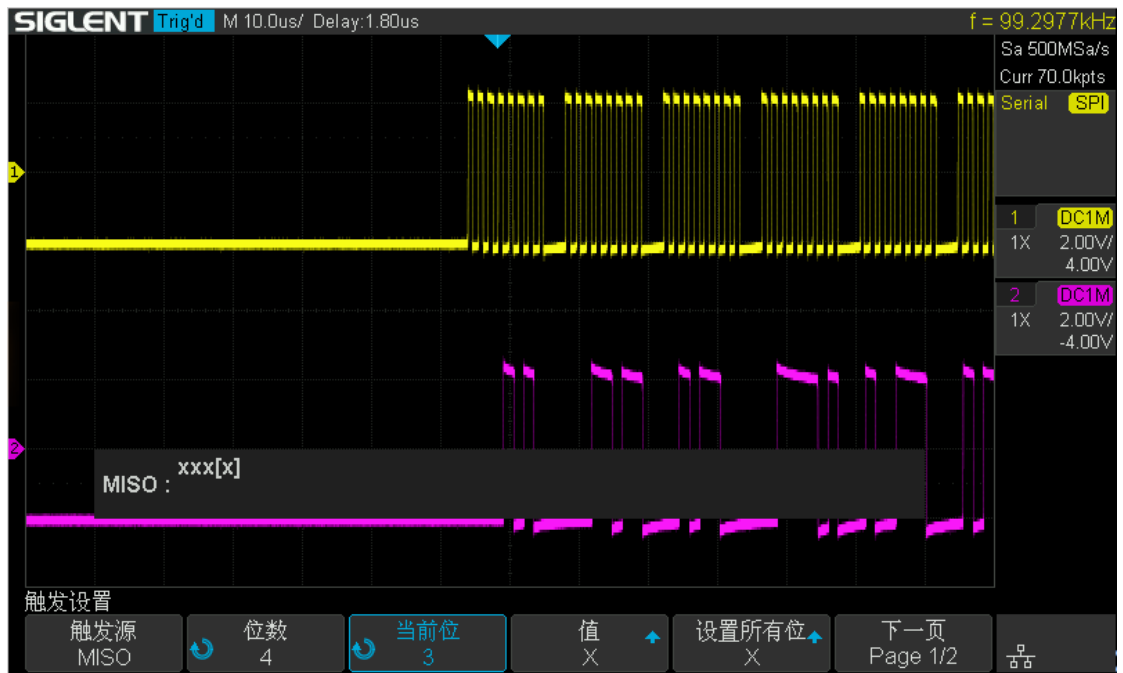 SIGLENT Trig'd M 10.0us/ Delay:1.80us f = 99.2977kHz
Sa 500MSa/s
Curr 70.0kpts
Serial SPI
1
1 DC1M
1X 2.00V/
4.00V
2 DC1M
1X 2.00V/
-4.00V
2
MISO : xxx[x]
触发设置
触发源 位数 当前位 值 设置所有位 下一页
MISO 4 3 X X Page 1/2